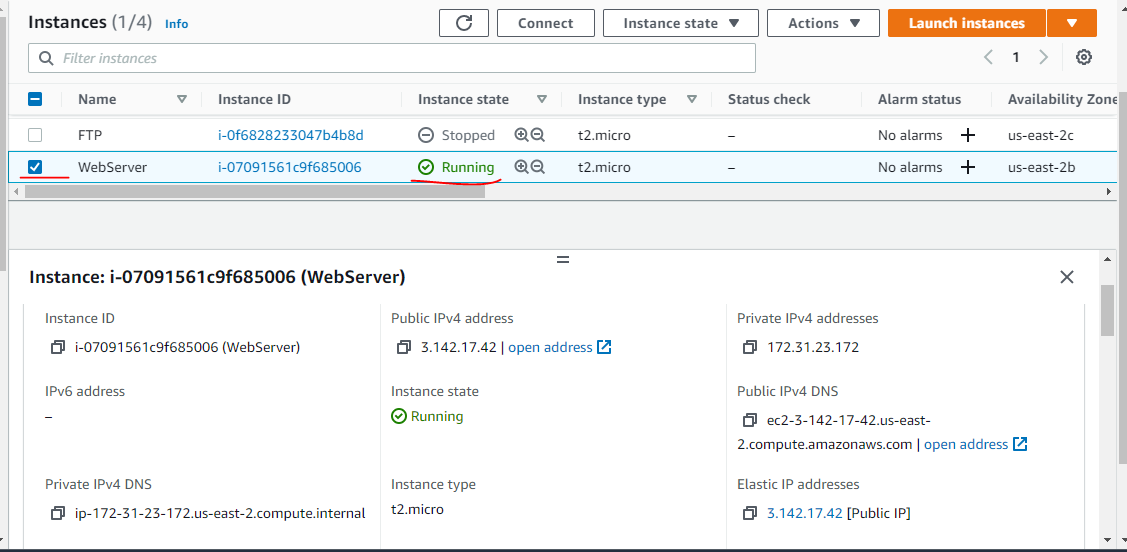 Instances (1/4) Info Connect Instance state Actions Launch instances
Filter instances 1
Name Instance ID Instance state Instance type Status check Alarm status Availability Zone
FTP i-0f6828233047b4b8d Stopped t2.micro – No alarms + us-east-2c
WebServer i-07091561c9f685006 Running t2.micro – No alarms + us-east-2b
Instance: i-07091561c9f685006 (WebServer)
Instance ID Public IPv4 address Private IPv4 addresses
i-07091561c9f685006 (WebServer) 3.142.17.42 | open address 172.31.23.172
IPv6 address Instance state Public IPv4 DNS
– Running ec2-3-142-17-42.us-east-
2.compute.amazonaws.com | open address
Private IPv4 DNS Instance type Elastic IP addresses
ip-172-31-23-172.us-east-2.compute.internal t2.micro 3.142.17.42 [Public IP]